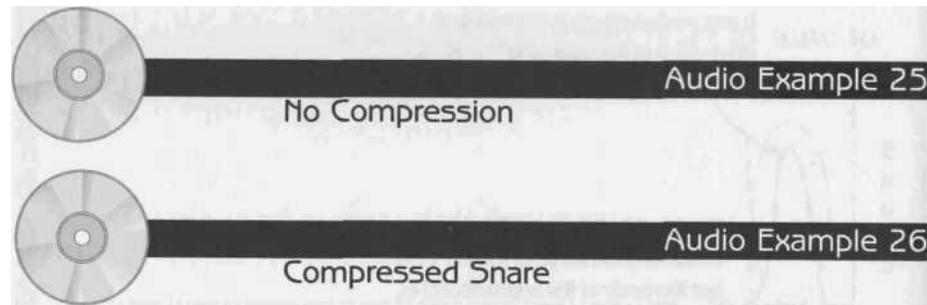 Audio Example 25
No Compression
Audio Example 26
Compressed Snare